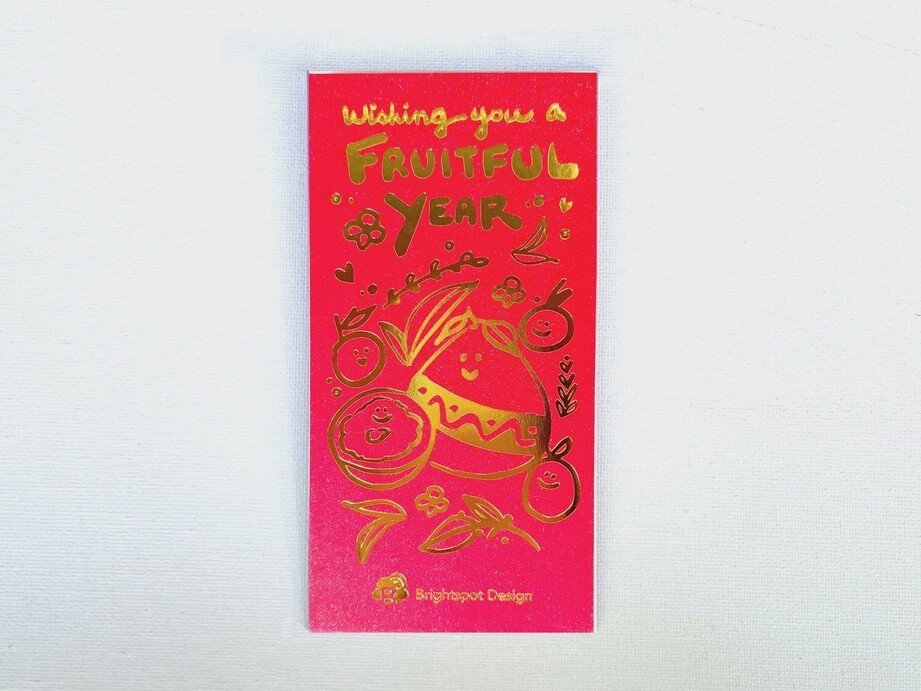 Wishing you a
FRUITFUL
YEAR
Brightspot Design